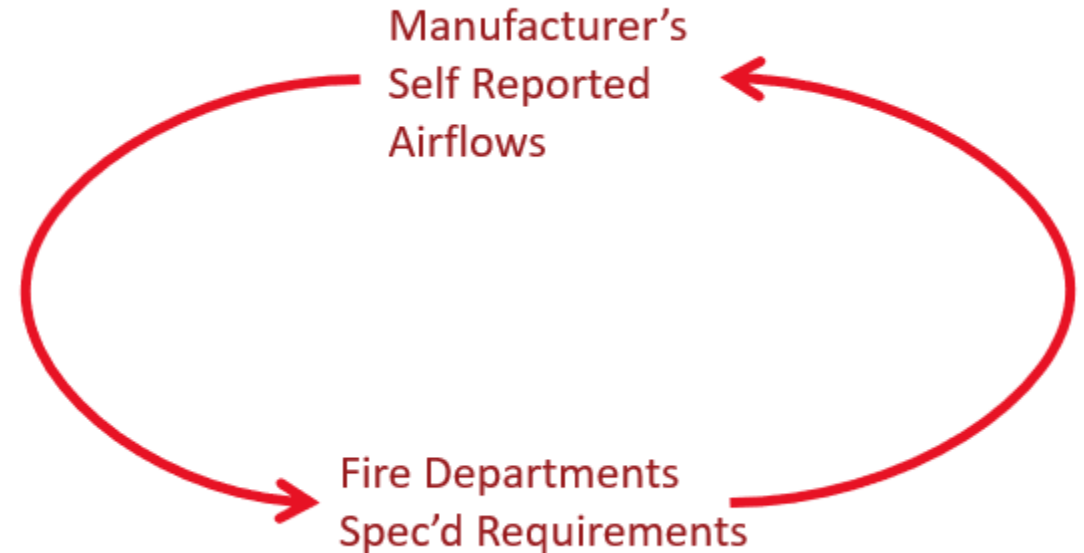 Manufacturer’s
Self Reported
Airflows
Fire Departments
Spec’d Requirements